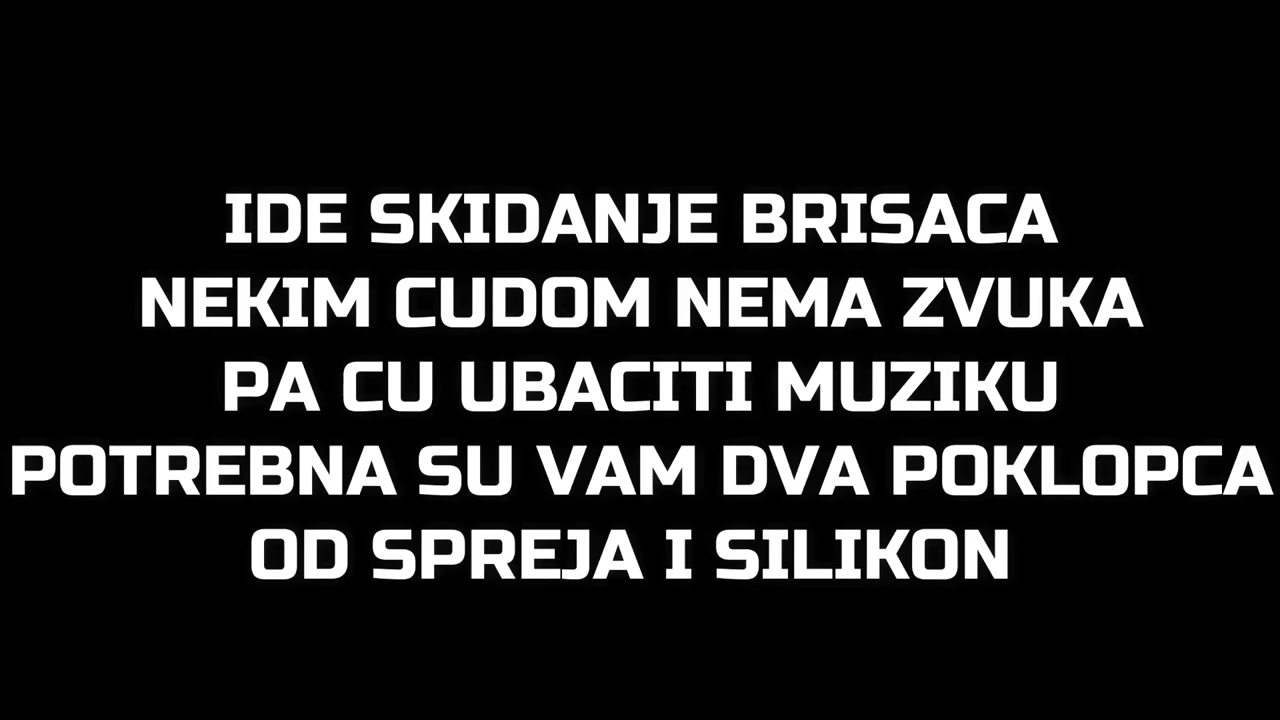 IDE SKIDANJE BRISACA
NEKIM CUDOM NEMA ZVUKA
PA CU UBACITI MUZIKU
POTREBNA SU VAM DVA POKLOPCA
OD SPREJA I SILIKON